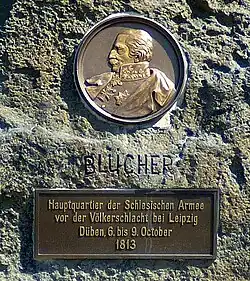 BLÜCHER
Hauptquartier der Schlesischen Armee
vor der Völkerschlacht bei Leipzig
Düben, 6. bis 9. October
1813